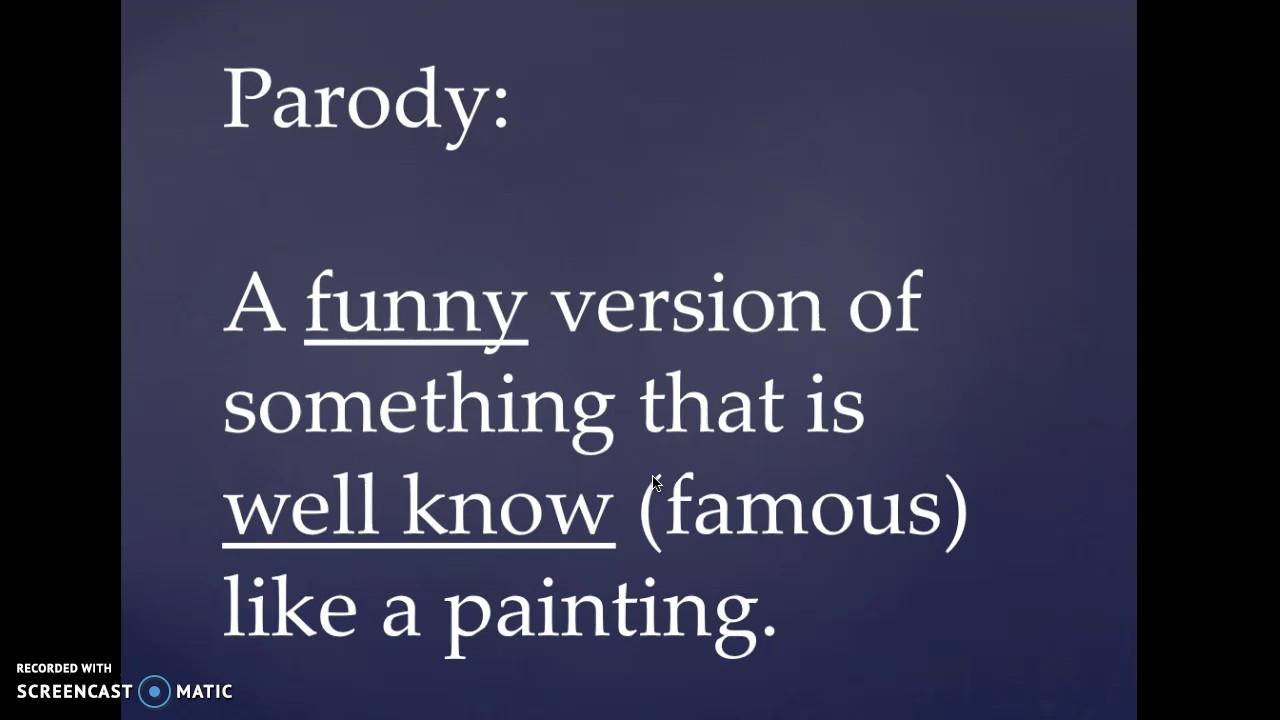 Parody:
A funny version of
something that is
well know (famous)
like a painting.
RECORDED WITH
SCREENCAST MATIC